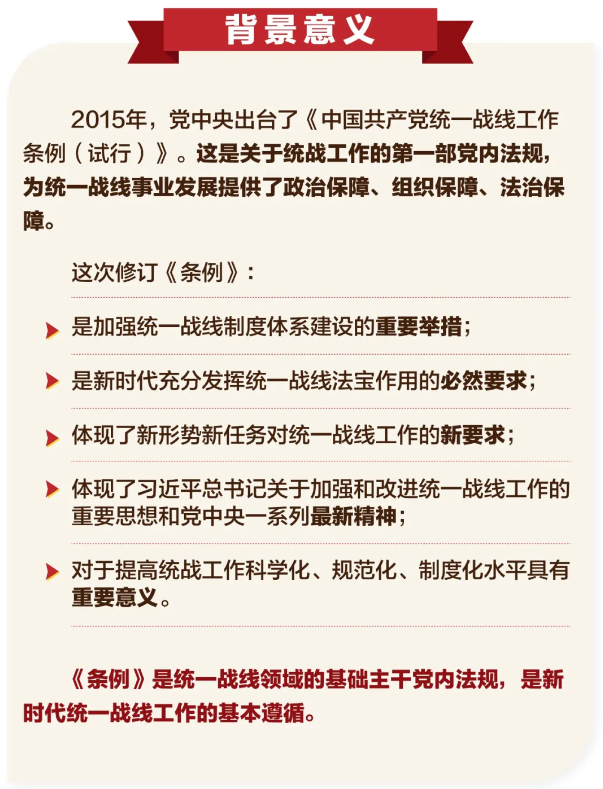 背景意义
2015年，党中央出台了《中国共产党统一战线工作
条例（试行）》。这是关于统战工作的第一部党内法规，
为统一战线事业发展提供了政治保障、组织保障、法治保
障。
这次修订《条例》：
是加强统一战线制度体系建设的重要举措；
是新时代充分发挥统一战线法宝作用的必然要求；
体现了新形势新任务对统一战线工作的新要求；
体现了习近平总书记关于加强和改进统一战线工作的
重要思想和党中央一系列最新精神；
对于提高统战工作科学化、规范化、制度化水平具有
重要意义。
《条例》是统一战线领域的基础主干党内法规，是新
时代统一战线工作的基本遵循。